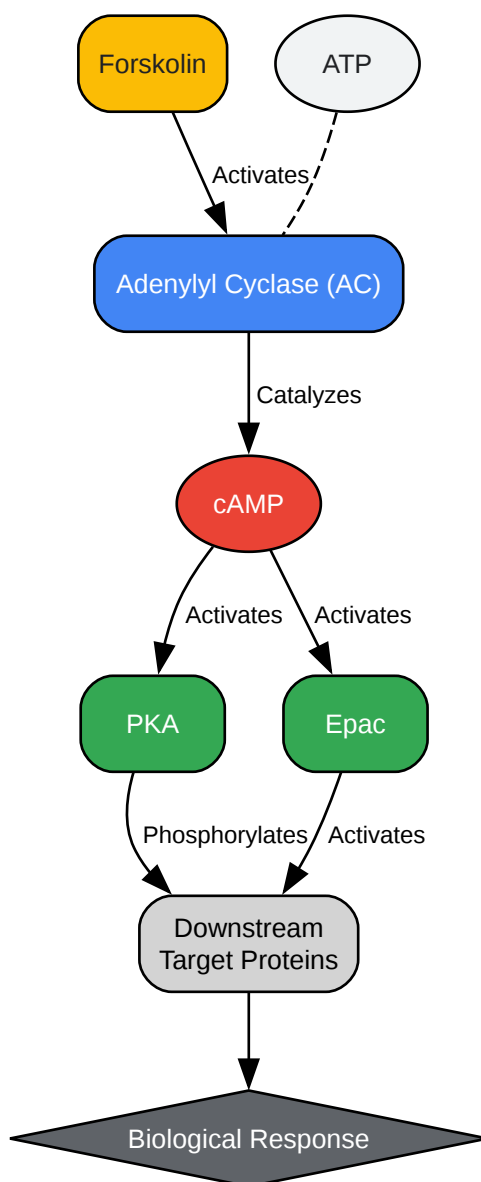 Forskolin
ATP
Activates
Adenylyl Cyclase (AC)
Catalyzes
cAMP
Activates
Activates
PKA
Epac
Phosphorylates
Activates
Downstream
Target Proteins
Biological Response